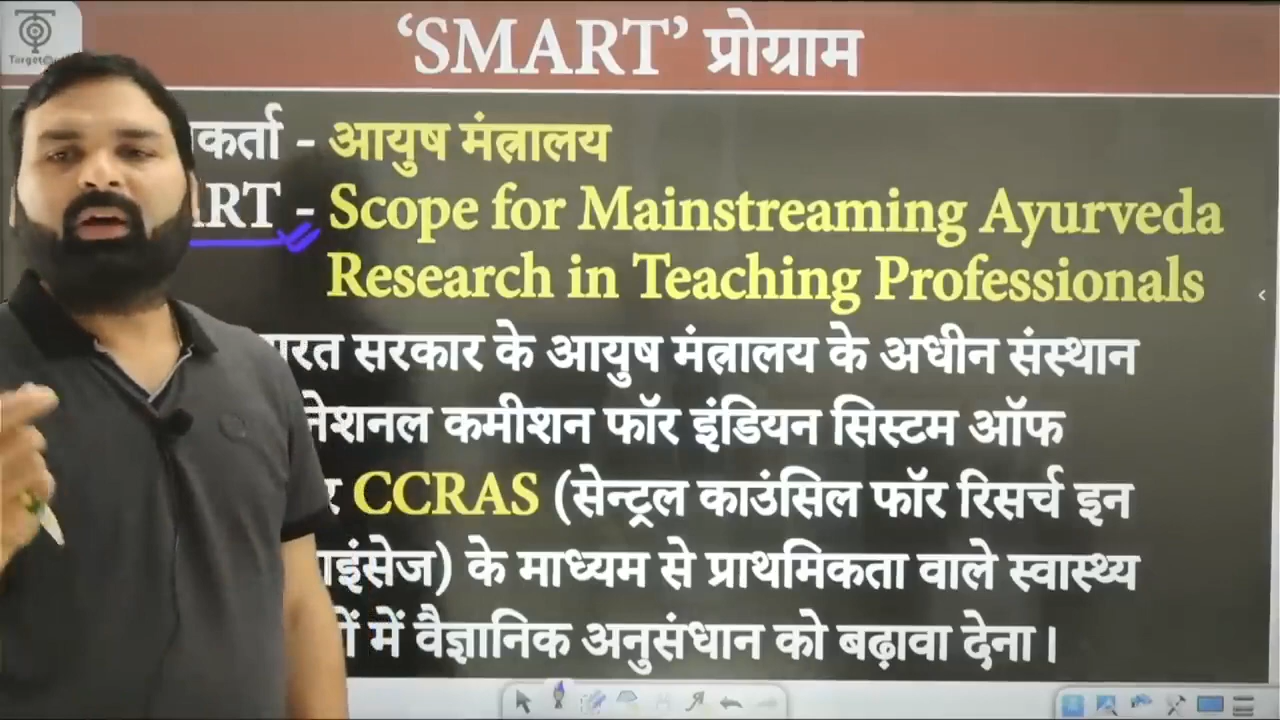 ‘SMART’ प्रोग्राम
कर्ता - आयुष मंत्रालय
ART - Scope for Mainstreaming Ayurveda
Research in Teaching Professionals
भारत सरकार के आयुष मंत्रालय के अधीन संस्थान
नेशनल कमीशन फॉर इंडियन सिस्टम ऑफ
CCRAS (सेन्ट्रल काउंसिल फॉर रिसर्च इन
साइंसेज) के माध्यम से प्राथमिकता वाले स्वास्थ्य
में वैज्ञानिक अनुसंधान को बढ़ावा देना।